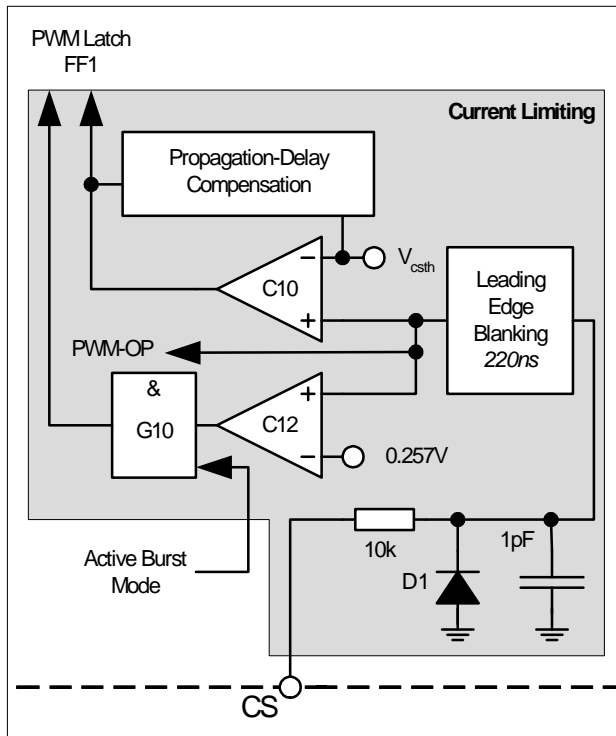 PWM Latch
FF1
Current Limiting
Propagation-Delay
Compensation
Vcsth
C10
Leading
Edge
Blanking
220ns
PWM-OP
&
G10
C12
0.257V
Active Burst
Mode
10k
1pF
D1
CS